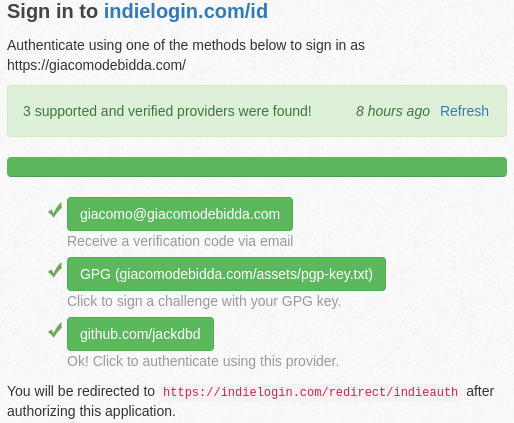 Sign in to indielogin.com/id
Authenticate using one of the methods below to sign in as
https://giacomodebidda.com/
3 supported and verified providers were found! 8 hours ago Refresh
giacomo@giacomodebidda.com
Receive a verification code via email
GPG (giacomodebidda.com/assets/pgp-key.txt)
Click to sign a challenge with your GPG key.
github.com/jackdbd
Ok! Click to authenticate using this provider.
You will be redirected to https://indielogin.com/redirect/indieauth after
authorizing this application.